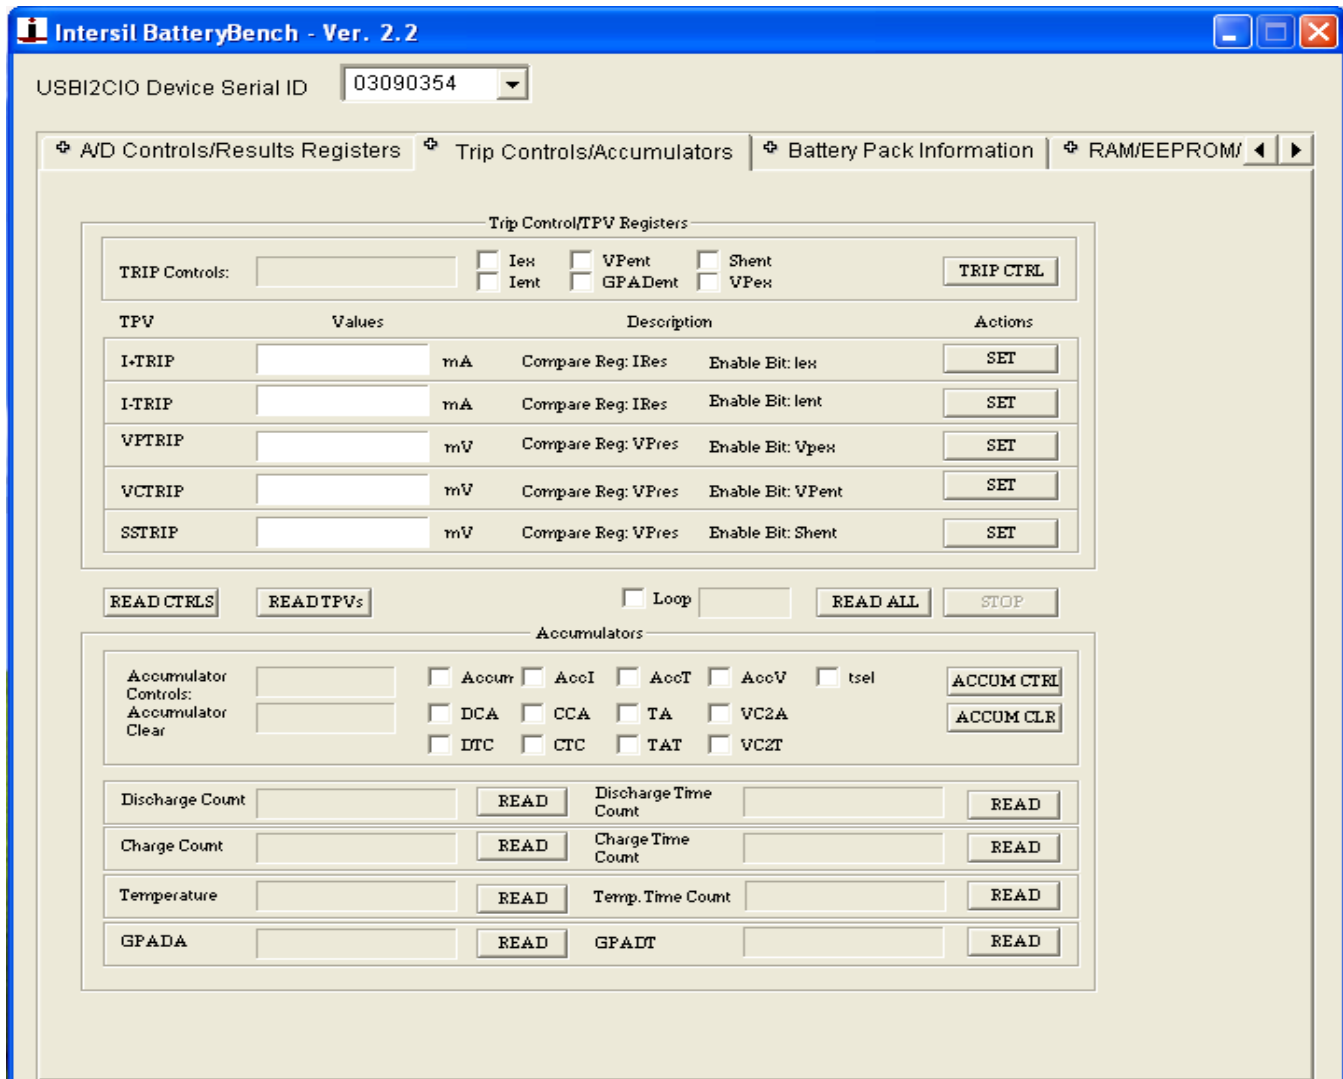 Intersil BatteryBench - Ver. 2.2
USBI2CIO Device Serial ID 03090354
A/D Controls/Results Registers Trip Controls/Accumulators Battery Pack Information RAM/EEPROM/
Trip Control/TPV Registers
TRIP Controls: Iex VPent Shent TRIP CTRL
Ient GPADent VPex
TPV Values Description Actions
I+TRIP mA Compare Reg: IRes Enable Bit: Iex SET
I-TRIP mA Compare Reg: IRes Enable Bit: Ient SET
VPTRIP mV Compare Reg: VPres Enable Bit: Vpex SET
VCTRIP mV Compare Reg: VPres Enable Bit: VPent SET
SSTRIP mV Compare Reg: VPres Enable Bit: Shent SET
READ CTRLS READ TPVs Loop READ ALL STOP
Accumulators
Accumulator Controls: Accum AccI AccT AccV tsel ACCUM CTRL
Accumulator Clear DCA CCA TA VC2A ACCUM CLR
DTC CTC TAT VC2T
Discharge Count READ Discharge Time Count READ
Charge Count READ Charge Time Count READ
Temperature READ Temp. Time Count READ
GPADA READ GPADT READ